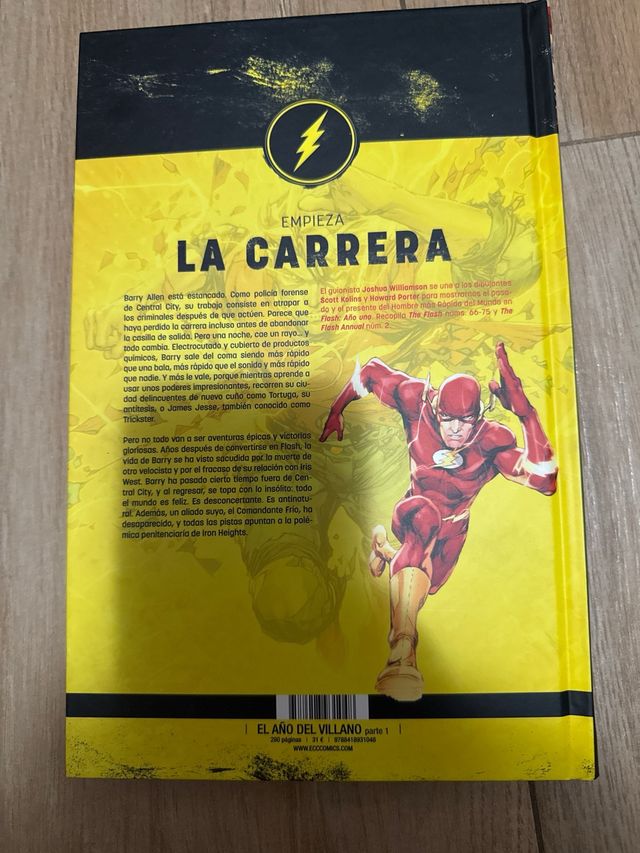 EMPIEZA
LA CARRERA
Barry Allen está estancado. Como policía forense
de Central City, su trabajo consiste en atrapar a
los criminales después de que actúen. Parece que
haya perdido la carrera incluso antes de abandonar
la casilla de salida. Pero una noche, cae un rayo... y
todo cambia. Electrocutado y cubierto de productos
químicos, Barry sale del coma siendo más rápido
que una bala, más rápido que el sonido y más rápido
que nadie. Y más le vale, porque mientras aprende a
usar unos poderes impresionantes, recorren su ciu-
dad delincuentes de nuevo cuño como Tortuga, su
antítesis, o James Jesse, también conocido como
Trickster.
Pero no todo van a ser aventuras épicas y victorias
gloriosas. Años después de convertirse en Flash, la
vida de Barry se ha visto sacudida por la muerte de
otro velocista y por el fracaso de su relación con Iris
West. Barry ha pasado cierto tiempo fuera de Cen-
tral City, y al regresar, se topa con lo insólito: todo
el mundo es feliz. Es desconcertante. Es antinatu-
ral. Además, un aliado suyo, el Comandante Frío, ha
desaparecido, y todas las pistas apuntan a la polé-
mica penitenciaría de Iron Heights.
El guionista Joshua Williamson se une a los dibujantes
Scott Kolins y Howard Porter para mostrarnos el pasa-
do y el presente del Hombre más Rápido del Mundo en
Flash: Año uno. Recopila The Flash núms. 66-75 y The
Flash Annual núm. 2.
EL AÑO DEL VILLANO parte 1
290 páginas | 31 € | 9788418931046
WWW.ECCCOMICS.COM